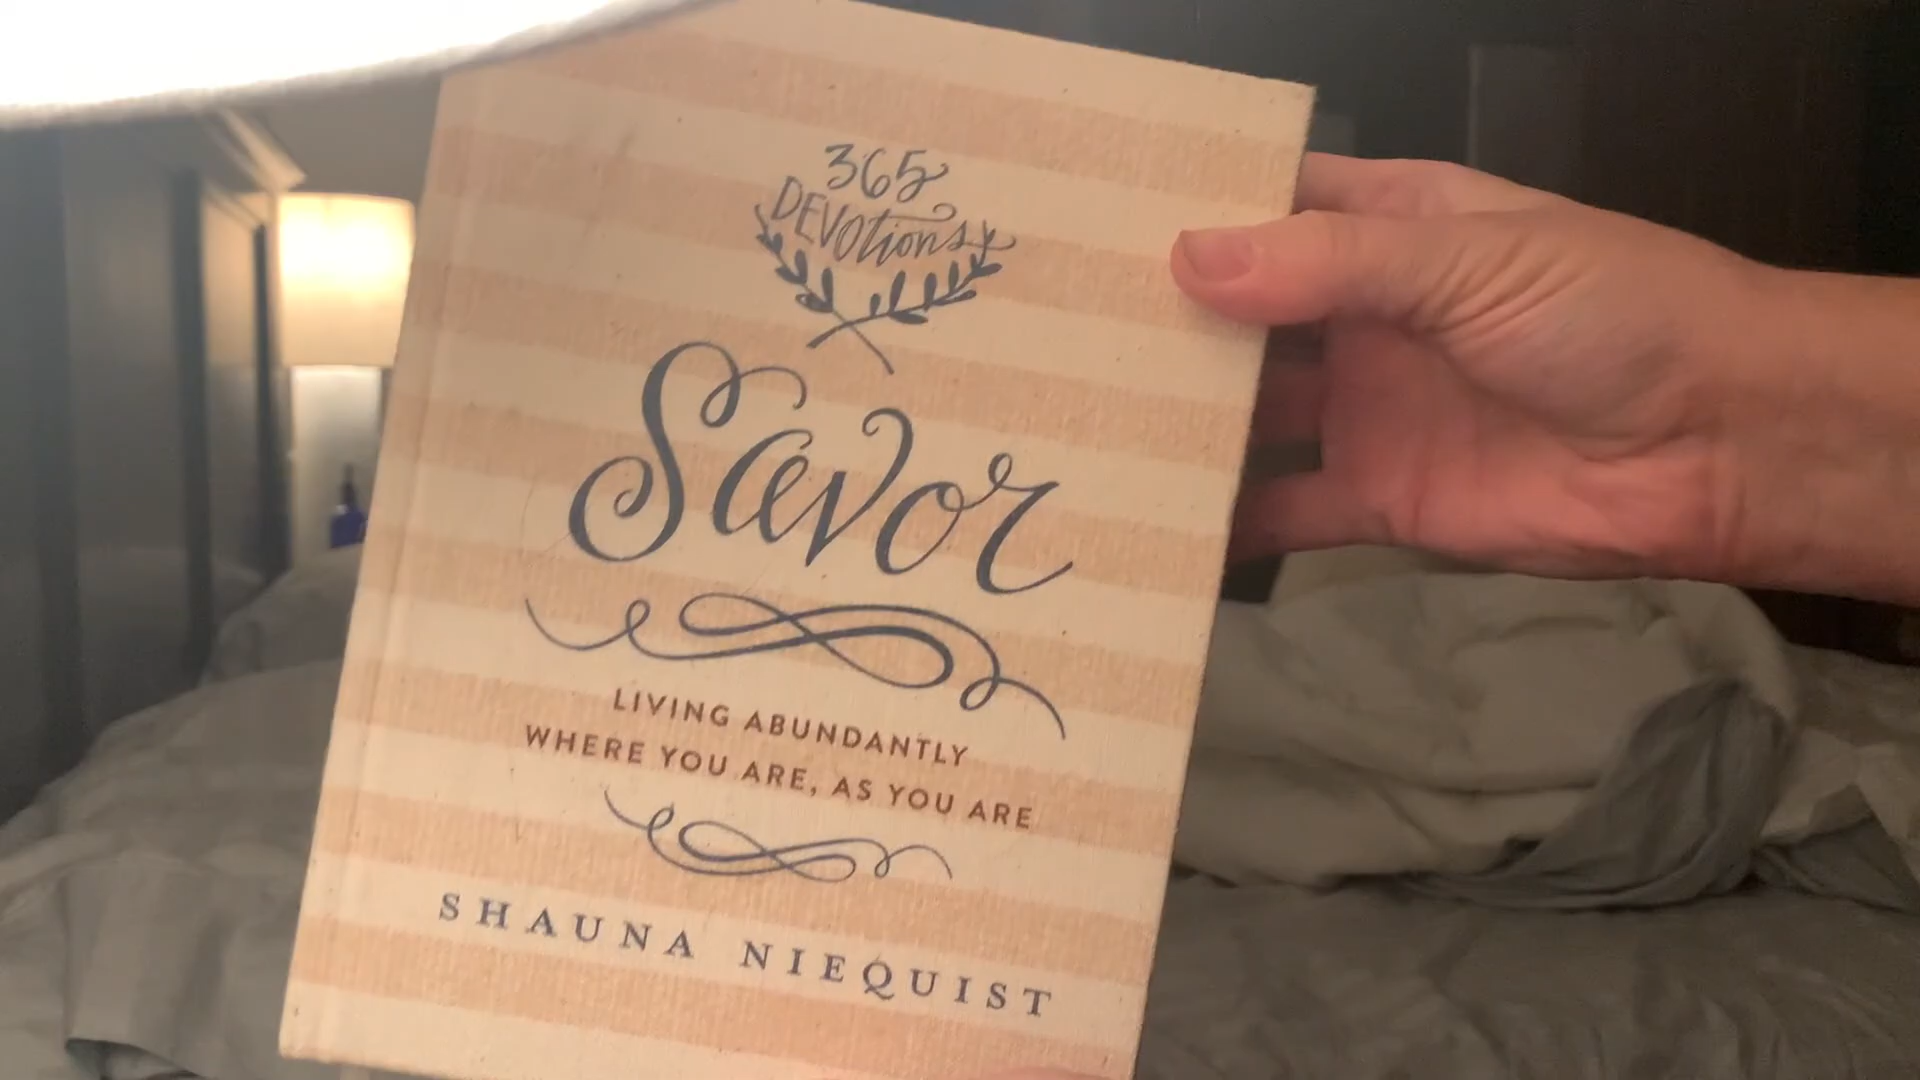 365
DEVOtions
Savor
LIVING ABUNDANTLY
WHERE YOU ARE, AS YOU ARE
SHAUNA NIEQUIST